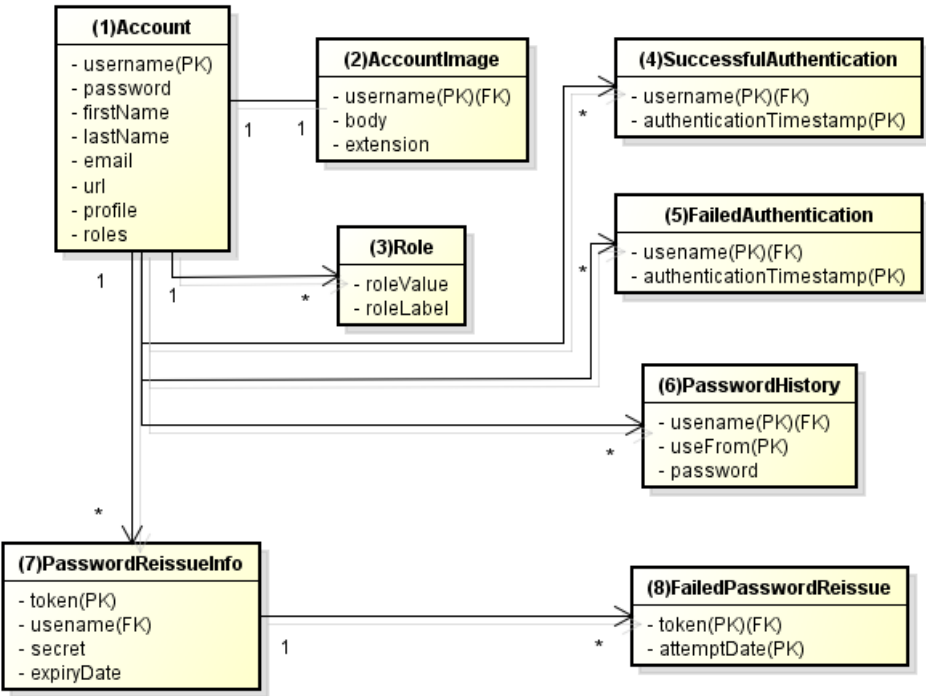 (1)Account
- username(PK)
- password
- firstName
- lastName
- email
- url
- profile
- roles
(2)AccountImage
- username(PK)(FK)
- body
- extension
1
1
(3)Role
- roleValue
- roleLabel
1
*
(4)SuccessfulAuthentication
- username(PK)(FK)
- authenticationTimestamp(PK)
*
(5)FailedAuthentication
- usename(PK)(FK)
- authenticationTimestamp(PK)
*
(6)PasswordHistory
- usename(PK)(FK)
- useFrom(PK)
- password
*
1
*
(7)PasswordReissueInfo
- token(PK)
- usename(FK)
- secret
- expiryDate
1
*
(8)FailedPasswordReissue
- token(PK)(FK)
- attemptDate(PK)